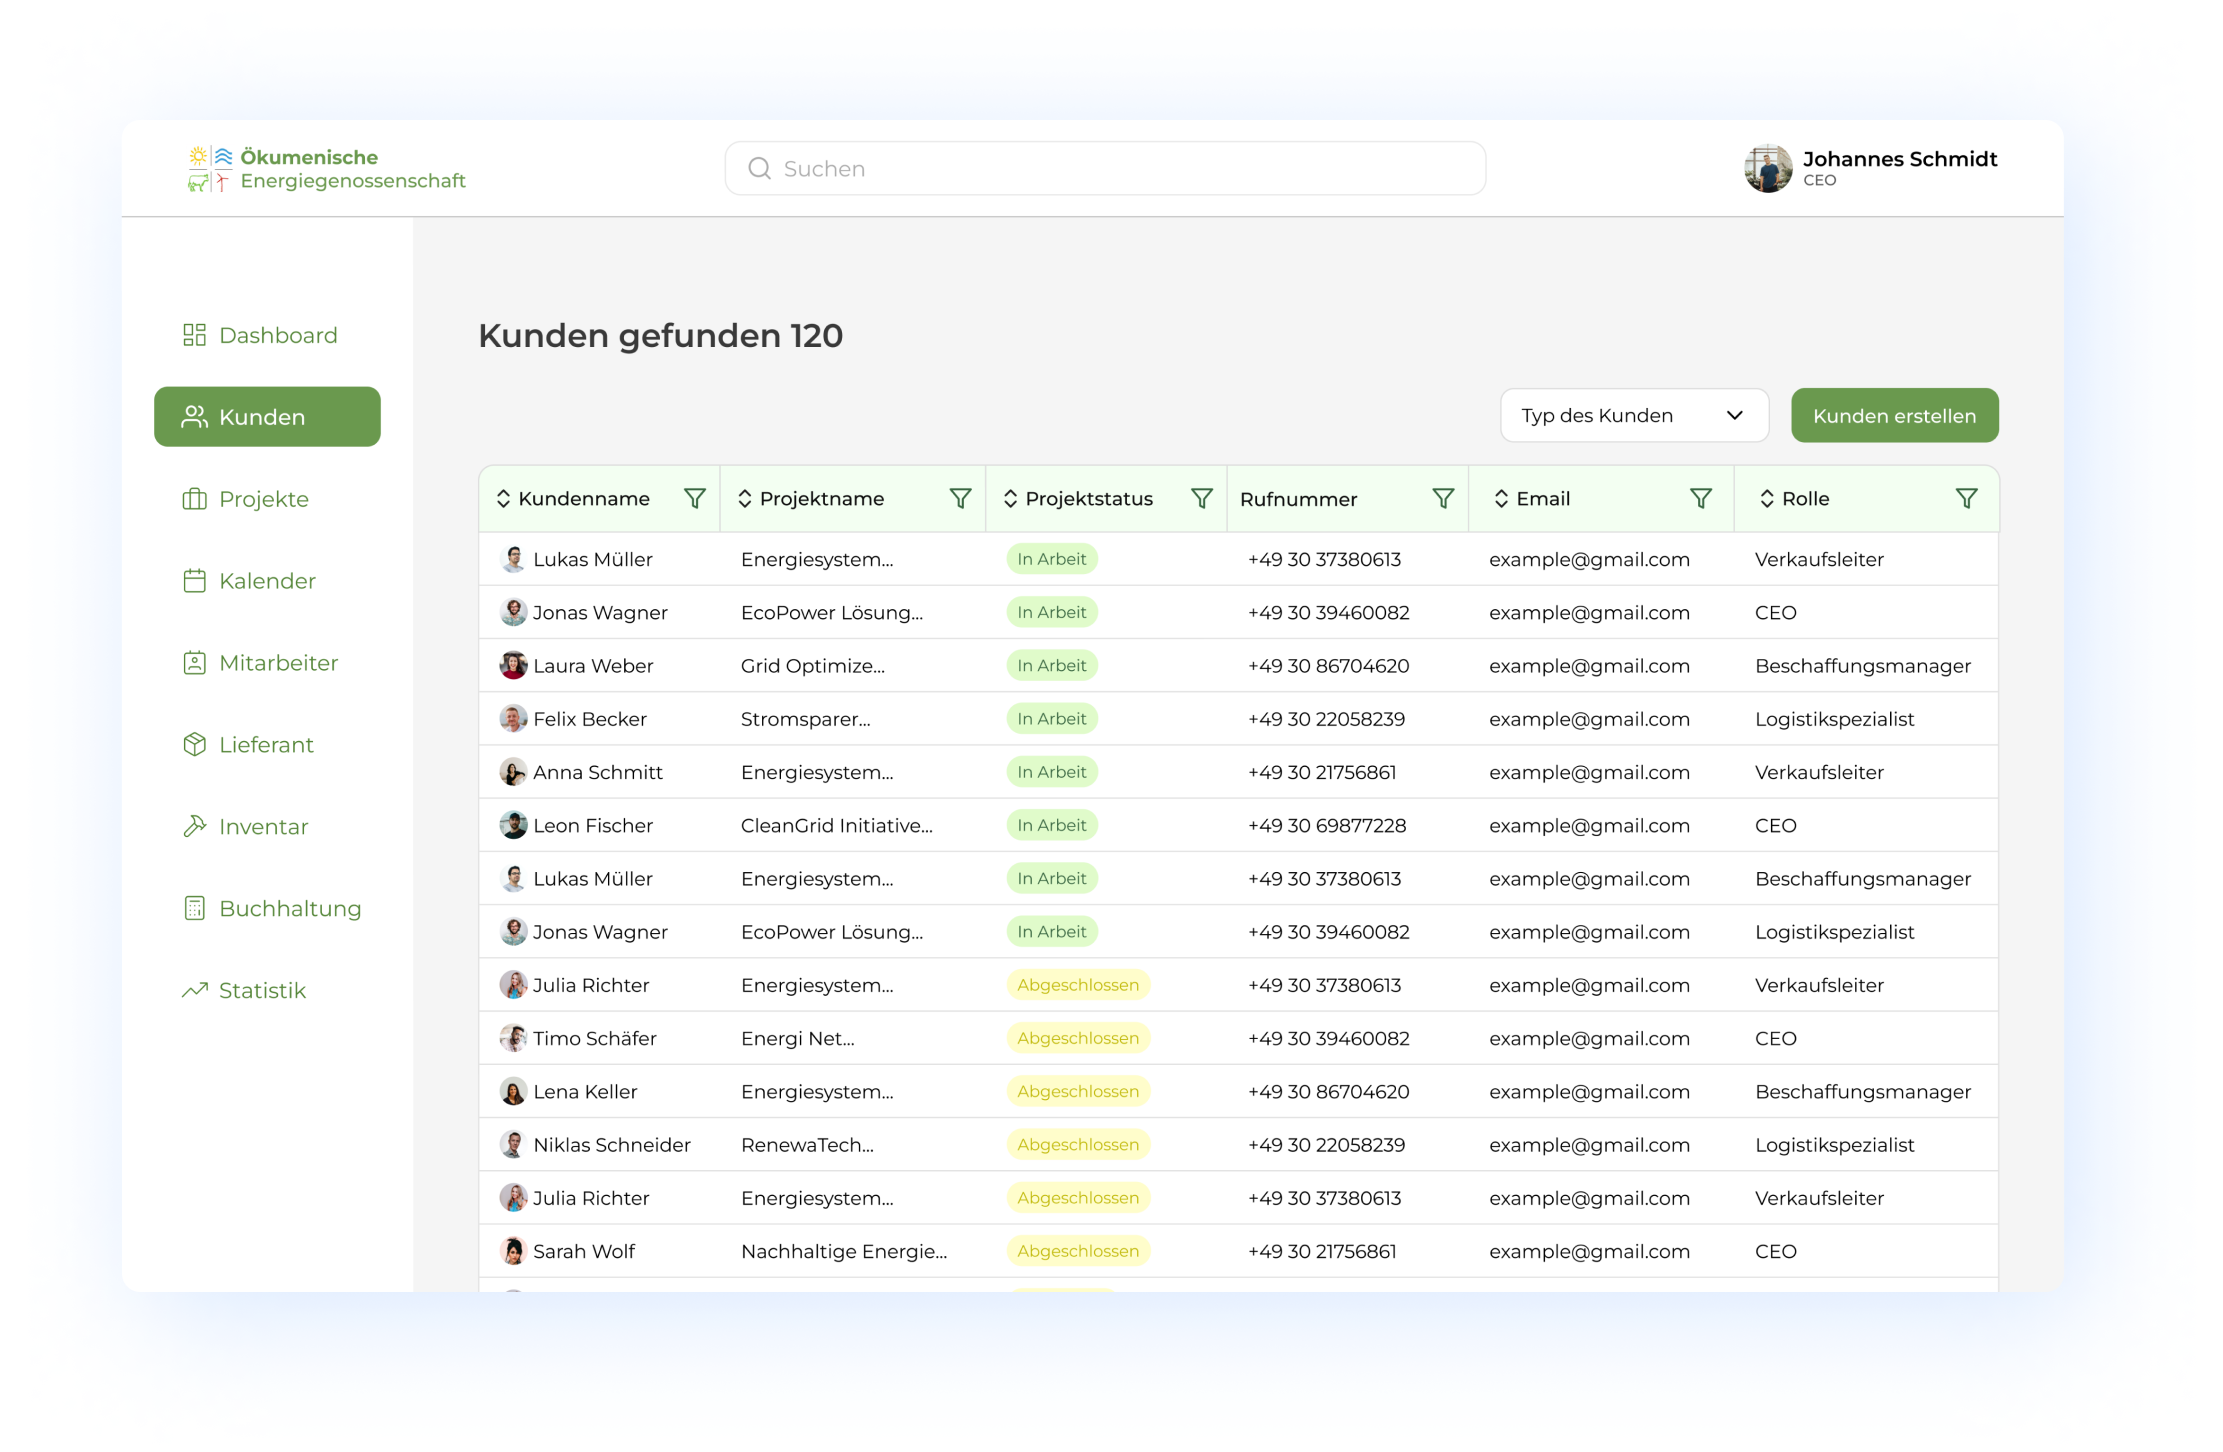 Ökumenische
Energiegenossenschaft
Suchen
Johannes Schmidt
CEO
Dashboard
Kunden
Projekte
Kalender
Mitarbeiter
Lieferant
Inventar
Buchhaltung
Statistik
Kunden gefunden 120
Typ des Kunden
Kunden erstellen
Kundenname Projektname Projektstatus Rufnummer Email Rolle
Lukas Müller Energiesystem... In Arbeit +49 30 37380613 example@gmail.com Verkaufsleiter
Jonas Wagner EcoPower Lösung... In Arbeit +49 30 39460082 example@gmail.com CEO
Laura Weber Grid Optimize... In Arbeit +49 30 86704620 example@gmail.com Beschaffungsmanager
Felix Becker Stromsparer... In Arbeit +49 30 22058239 example@gmail.com Logistikspezialist
Anna Schmitt Energiesystem... In Arbeit +49 30 21756861 example@gmail.com Verkaufsleiter
Leon Fischer CleanGrid Initiative... In Arbeit +49 30 69877228 example@gmail.com CEO
Lukas Müller Energiesystem... In Arbeit +49 30 37380613 example@gmail.com Beschaffungsmanager
Jonas Wagner EcoPower Lösung... In Arbeit +49 30 39460082 example@gmail.com Logistikspezialist
Julia Richter Energiesystem... Abgeschlossen +49 30 37380613 example@gmail.com Verkaufsleiter
Timo Schäfer Energi Net... Abgeschlossen +49 30 39460082 example@gmail.com CEO
Lena Keller Energiesystem... Abgeschlossen +49 30 86704620 example@gmail.com Beschaffungsmanager
Niklas Schneider RenewaTech... Abgeschlossen +49 30 22058239 example@gmail.com Logistikspezialist
Julia Richter Energiesystem... Abgeschlossen +49 30 37380613 example@gmail.com Verkaufsleiter
Sarah Wolf Nachhaltige Energie... Abgeschlossen +49 30 21756861 example@gmail.com CEO